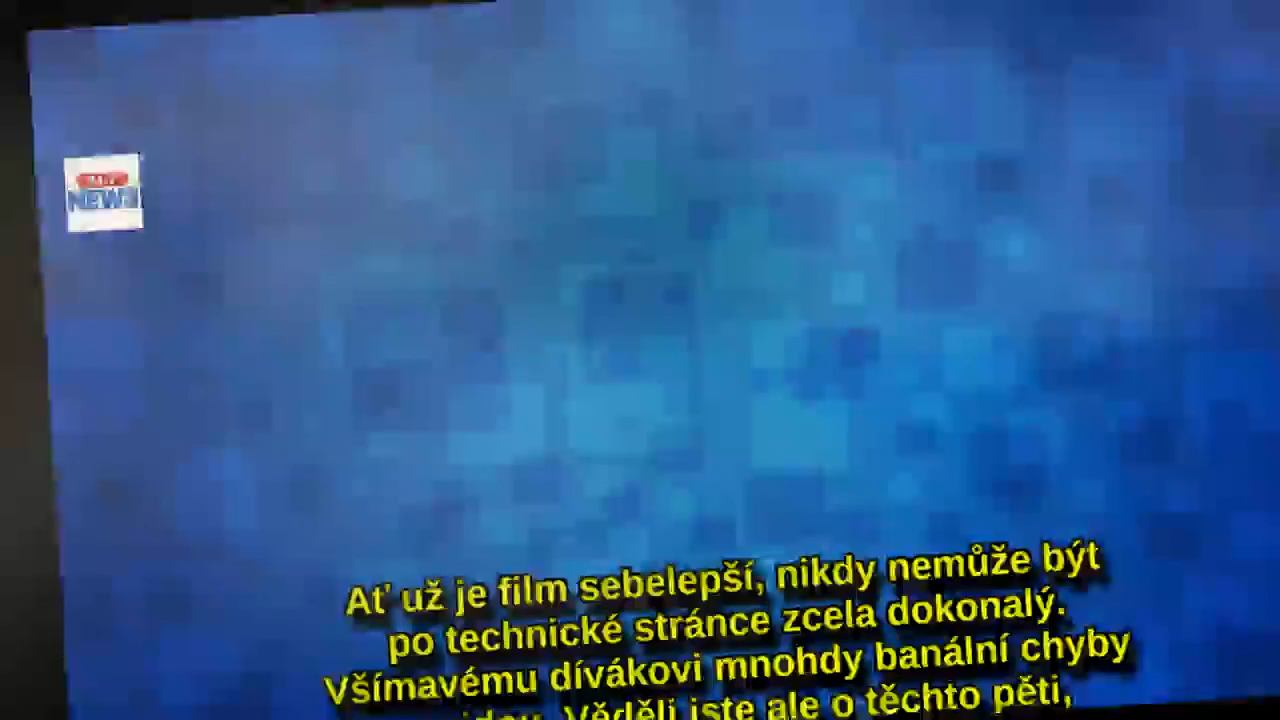 NEWS
Ať už je film sebelepší, nikdy nemůže být
po technické stránce zcela dokonalý.
Všímavému dívákovi mnohdy banální chyby
Věděli jste ale o těchto pěti,